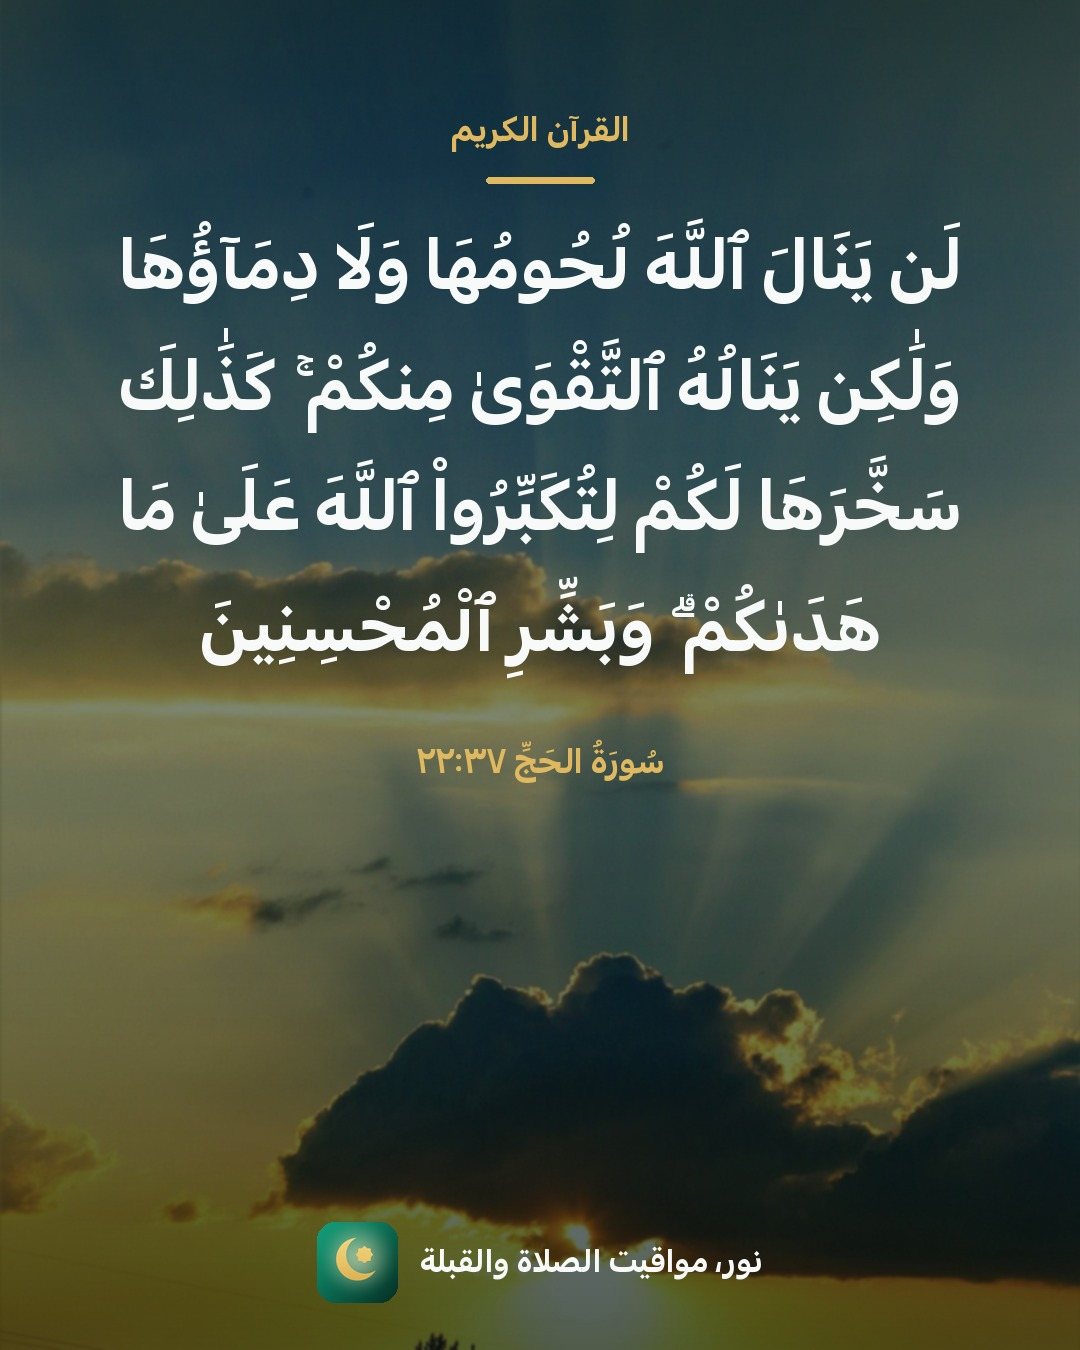 القرآن الكريم
لَن يَنَالَ ٱللَّهَ لُحُومُهَا وَلَا دِمَآؤُهَا
وَلَٰكِن يَنَالُهُ ٱلتَّقْوَىٰ مِنكُمْ ۚ كَذَٰلِكَ
سَخَّرَهَا لَكُمْ لِتُكَبِّرُوا۟ ٱللَّهَ عَلَىٰ مَا
هَدَىٰكُمْ ۗ وَبَشِّرِ ٱلْمُحْسِنِينَ
سُورَةُ الحَجِّ ٢٢:٣٧
نور، مواقيت الصلاة والقبلة